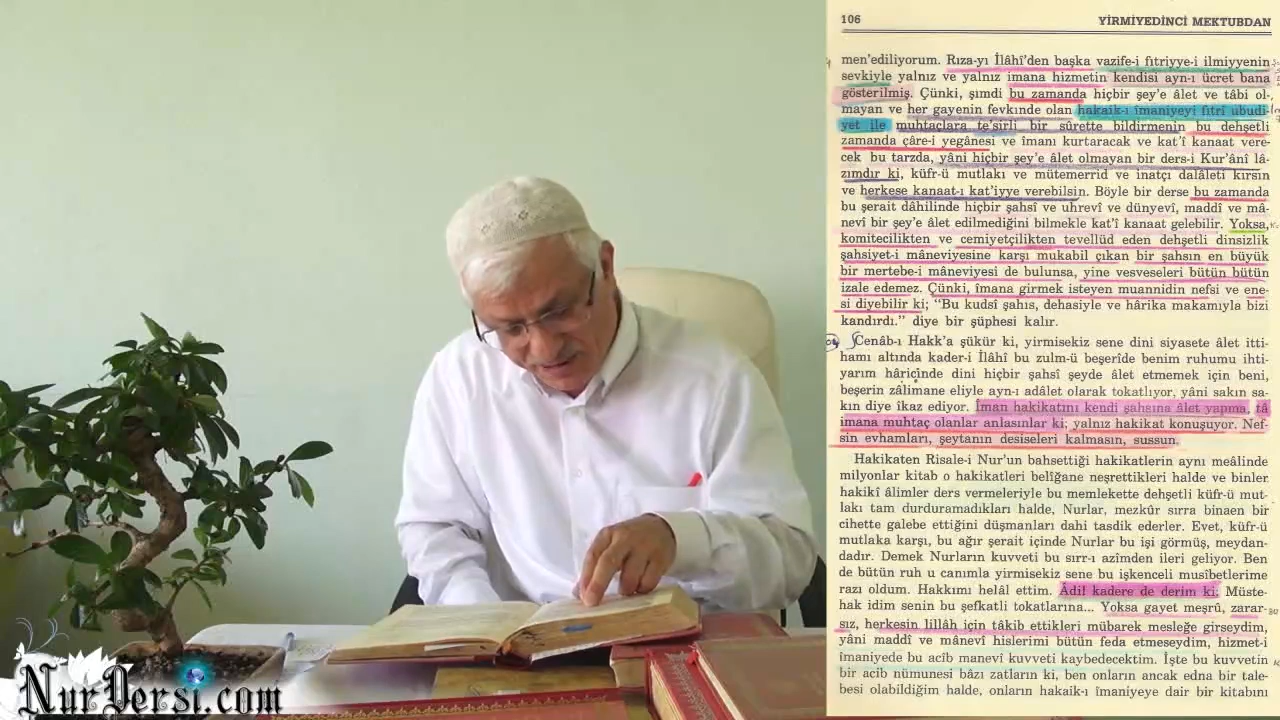 106 YİRMİYEDİNCİ MEKTUBDAN
men'ediliyorum. Rıza-yı İlâhî'den başka vazife-i fıtriyye-i ilmiyyenin
sevkiyle yalnız ve yalnız imana hizmetin kendisi ayn-ı ücret bana
gösterilmiş. Çünki, şimdi bu zamanda hiçbir şey'e âlet ve tâbi ol-
mayan ve her gayenin fevkınde olan hakaik-ı îmaniyeyi fıtrî ubudi-
yet ile muhtaçlara te'sirli bir sûrette bildirmenin bu dehşetli
zamanda çâre-i yegânesi ve îmanı kurtaracak ve kat'î kanaat vere-
cek bu tarzda, yâni hiçbir şey'e âlet olmayan bir ders-i Kur'ânî lâ-
zımdır ki, küfr-ü mutlakı ve mütemerrid ve inatçı dalâleti kırsın
ve herkese kanaat-ı kat'iyye verebilsin. Böyle bir derse bu zamanda
bu şerait dâhilinde hiçbir şahsî ve uhrevî ve dünyevî, maddî ve mâ-
nevî bir şey'e âlet edilmediğini bilmekle kat'î kanaat gelebilir. Yoksa,
komitecilikten ve cemiyetçilikten tevellüd eden dehşetli dinsizlik
şahsiyet-i mâneviyesine karşı mukabil çıkan bir şahsın en büyük
bir mertebe-i mâneviyesi de bulunsa, yine vesveseleri bütün bütün
izale edemez. Çünki, îmana girmek isteyen muannidin nefsi ve ene-
si diyebilir ki; "Bu kudsî şahıs, dehasiyle ve hârika makamıyla bizi
kandırdı." diye bir şüphesi kalır.
Cenâb-ı Hakk'a şükür ki, yirmisekiz sene dini siyasete âlet itti-
hamı altında kader-i İlâhî bu zulm-ü beşerîde benim ruhumu ihti-
yarım hâricinde dini hiçbir şahsî şeyde âlet etmemek için beni,
beşerin zâlimane eliyle ayn-ı adâlet olarak tokatlıyor, yâni sakın sa-
kın diye îkaz ediyor. Îman hakikatını kendi şahsına âlet yapma, tâ
imana muhtaç olanlar anlasınlar ki; yalnız hakikat konuşuyor. Nef-
sin evhamları, şeytanın desiseleri kalmasın, sussun.
Hakikaten Risale-i Nur'un bahsettiği hakikatlerin aynı meâlinde
milyonlar kitab o hakikatleri belîğane neşrettikleri halde ve binler
hakikî âlimler ders vermeleriyle bu memlekette dehşetli küfr-ü mut-
lakı tam durduramadıkları halde, Nurlar, mezkûr sırra binaen bir
cihette galebe ettiğini düşmanları dahi tasdik ederler. Evet, küfr-ü
mutlaka karşı, bu ağır şerait içinde Nurlar bu işi görmüş, meydan-
dadır. Demek Nurların kuvveti bu sırr-ı azîmden ileri geliyor. Ben
de bütün ruh u canımla yirmisekiz sene bu işkenceli musîbetlerime
razı oldum. Hakkımı helâl ettim. Âdil kadere de derim ki, Müste-
hak idim senin bu şefkatli tokatlarına... Yoksa gayet meşrû, zarar-
sız, herkesin lillâh için tâkib ettikleri mübarek mesleğe girseydim,
yâni maddî ve mânevî hislerimi bütün feda etmeseydim, hizmet-i
îmaniyede bu acîb manevî kuvveti kaybedecektim. İşte bu kuvvetin
bir acib nümunesi bâzı zatların ki, ben onların ancak edna bir tale-
besi olabildiğim halde, onların hakaik-ı îmaniyeye dair bir kitabını
NurDersi.com